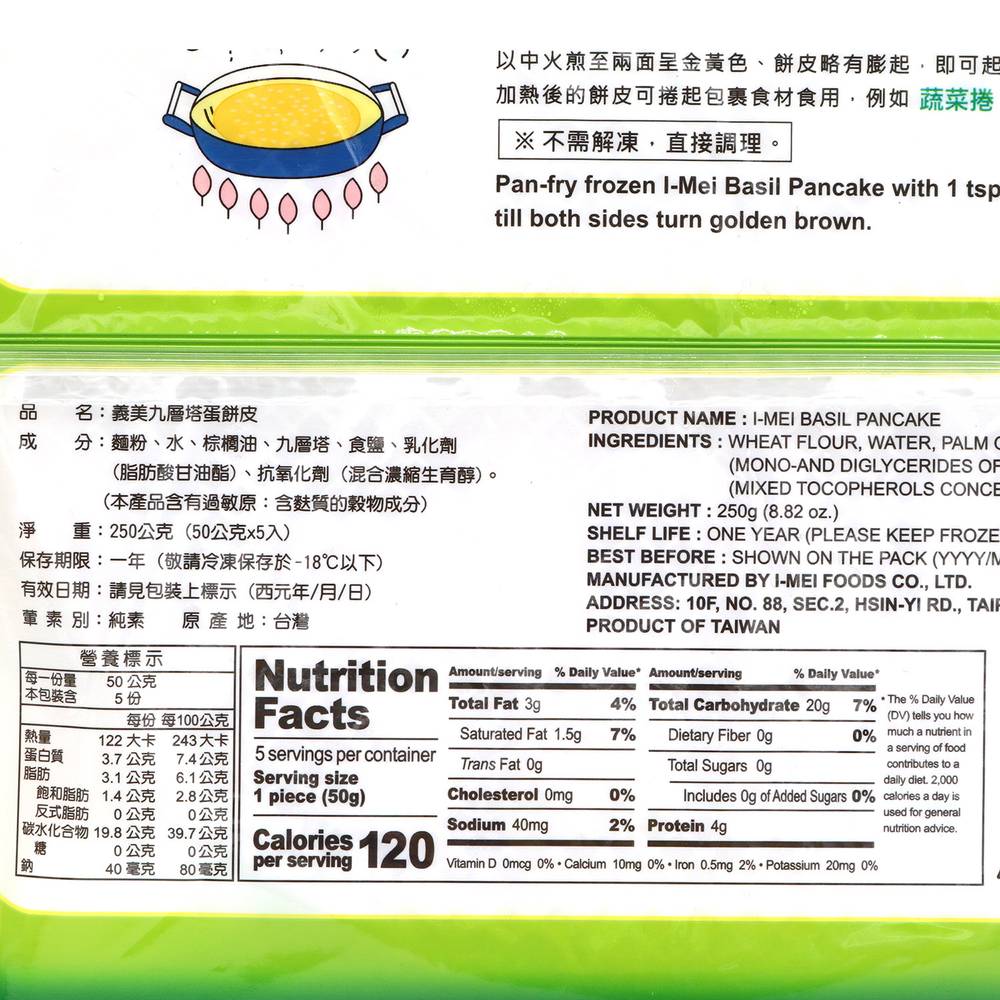 以中火煎至兩面呈金黃色、餅皮略有膨起，即可起
加熱後的餅皮可捲起包裹食材食用，例如 蔬菜捲
※ 不需解凍，直接調理。
Pan-fry frozen I-Mei Basil Pancake with 1 tsp
till both sides turn golden brown.
品 名：義美九層塔蛋餅皮
成 分：麵粉、水、棕櫚油、九層塔、食鹽、乳化劑
（脂肪酸甘油酯）、抗氧化劑（混合濃縮生育醇）。
（本產品含有過敏原：含麩質的穀物成分）
淨 重：250公克（50公克x5入）
保存期限：一年（敬請冷凍保存於-18℃以下）
有效日期：請見包裝上標示（西元年/月/日）
葷素別：純素 原產地：台灣
PRODUCT NAME : I-MEI BASIL PANCAKE
INGREDIENTS : WHEAT FLOUR, WATER, PALM
(MONO-AND DIGLYCERIDES OF
(MIXED TOCOPHEROLS CONCE
NET WEIGHT : 250g (8.82 oz.)
SHELF LIFE : ONE YEAR (PLEASE KEEP FROZE
BEST BEFORE : SHOWN ON THE PACK (YYYY/M
MANUFACTURED BY I-MEI FOODS CO., LTD.
ADDRESS: 10F, NO. 88, SEC.2, HSIN-YI RD., TAIP
PRODUCT OF TAIWAN
營養標示
每一份量 50 公克
本包裝含 5 份
每份 每100公克
熱量 122 大卡 243 大卡
蛋白質 3.7 公克 7.4 公克
脂肪 3.1 公克 6.1 公克
飽和脂肪 1.4 公克 2.8 公克
反式脂肪 0 公克 0 公克
碳水化合物 19.8 公克 39.7 公克
糖 0 公克 0 公克
鈉 40 毫克 80 毫克
Nutrition
Facts
5 servings per container
Serving size
1 piece (50g)
Calories
per serving 120
Amount/serving % Daily Value*
Total Fat 3g 4%
Saturated Fat 1.5g 7%
Trans Fat 0g
Cholesterol 0mg 0%
Sodium 40mg 2%
Amount/serving % Daily Value*
Total Carbohydrate 20g 7%
Dietary Fiber 0g 0%
Total Sugars 0g
Includes 0g of Added Sugars 0%
Protein 4g
Vitamin D 0mcg 0% • Calcium 10mg 0% • Iron 0.5mg 2% • Potassium 20mg 0%
* The % Daily Value
(DV) tells you how
much a nutrient in
a serving of food
contributes to a
daily diet. 2,000
calories a day is
used for general
nutrition advice.